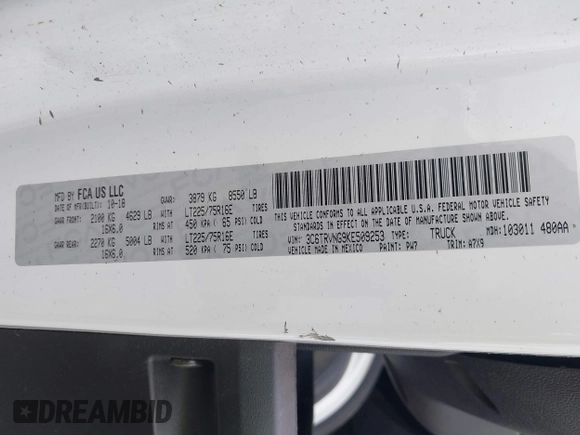 MFD BY FCA US LLC
DATE OF MFR(BUILT): 10-18 GVWR: 3879 KG 8550 LB
GAWR FRONT: 2100 KG 4629 LB WITH LT225/75R16E TIRES
16X6.0 RIMS AT 450 KPA ( 65 PSI) COLD
GAWR REAR: 2270 KG 5004 LB WITH LT225/75R16E TIRES
16X6.0 RIMS AT 520 KPA ( 75 PSI) COLD
THIS VEHICLE CONFORMS TO ALL APPLICABLE U.S.A. FEDERAL MOTOR VEHICLE SAFETY
STANDARDS IN EFFECT ON THE DATE OF MANUFACTURE SHOWN ABOVE.
VIN: 3C6TRVNG9KE509253 TYPE: TRUCK MDH: 103011 480AA
VEHICLE MADE IN MEXICO PAINT: PW7 TRIM: A7X9
DREAMBID